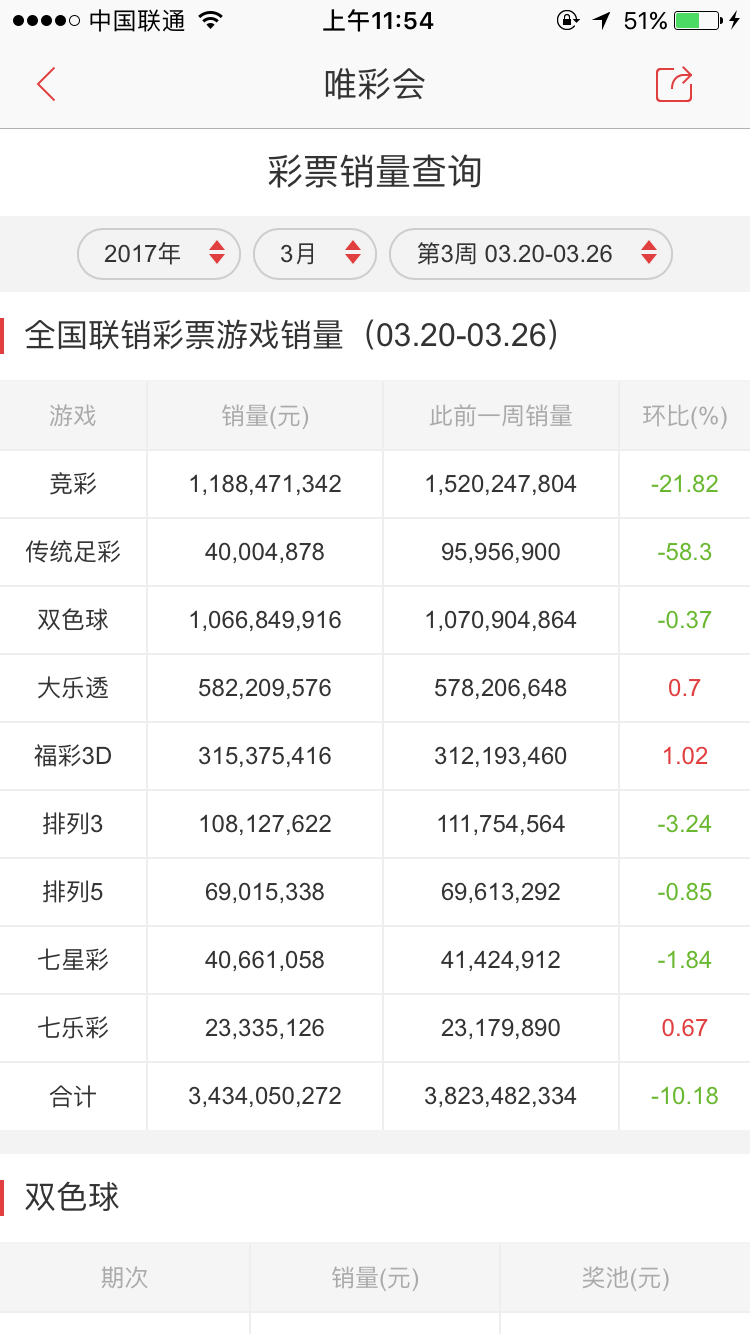 中国联通 上午11:54 51%
唯彩会
彩票销量查询
2017年 3月 第3周 03.20-03.26
全国联销彩票游戏销量（03.20-03.26）
游戏 销量(元) 此前一周销量 环比(%)
竞彩 1,188,471,342 1,520,247,804 -21.82
传统足彩 40,004,878 95,956,900 -58.3
双色球 1,066,849,916 1,070,904,864 -0.37
大乐透 582,209,576 578,206,648 0.7
福彩3D 315,375,416 312,193,460 1.02
排列3 108,127,622 111,754,564 -3.24
排列5 69,015,338 69,613,292 -0.85
七星彩 40,661,058 41,424,912 -1.84
七乐彩 23,335,126 23,179,890 0.67
合计 3,434,050,272 3,823,482,334 -10.18
双色球
期次 销量(元) 奖池(元)